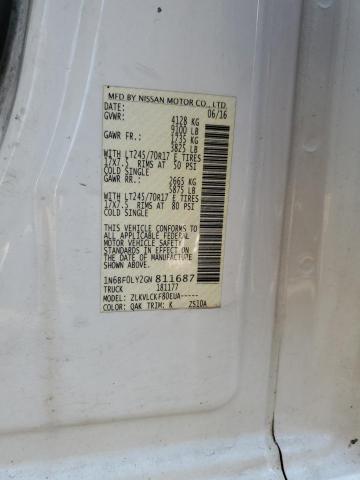 MFD BY NISSAN MOTOR CO., LTD.
DATE: 06/16
GVWR: 4128 KG
9100 LB
GAWR FR: 1735 KG
3825 LB
WITH LT245/70R17 E TIRES
17X7.5 RIMS AT 50 PSI
COLD SINGLE
GAWR RR: 2665 KG
5875 LB
WITH LT245/70R17 E TIRES
17X7.5 RIMS AT 80 PSI
COLD SINGLE
THIS VEHICLE CONFORMS TO
ALL APPLICABLE FEDERAL
MOTOR VEHICLE SAFETY
STANDARDS IN EFFECT ON
THE DATE OF MANUFACTURE
SHOWN ABOVE.
1N6BF0LY2GN 811687
TRUCK 181177
MODEL: ZLKVLCKF80EUA-----
COLOR: QAK TRIM: K ZS10A